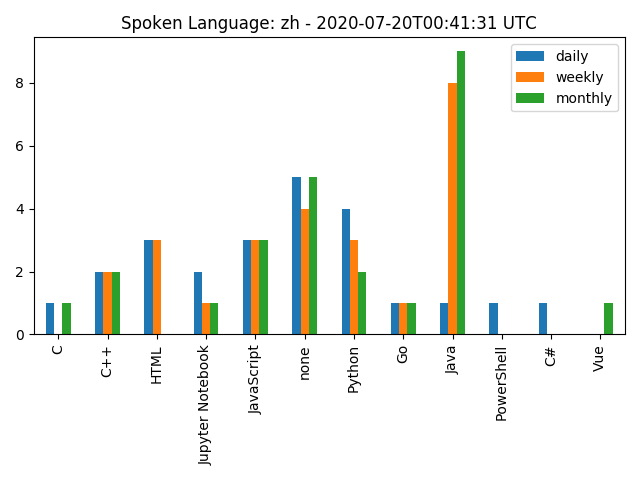 Spoken Language: zh - 2020-07-20T00:41:31 UTC
daily
weekly
monthly
8
6
4
2
0
C
C++
HTML
Jupyter Notebook
JavaScript
none
Python
Go
Java
PowerShell
C#
Vue